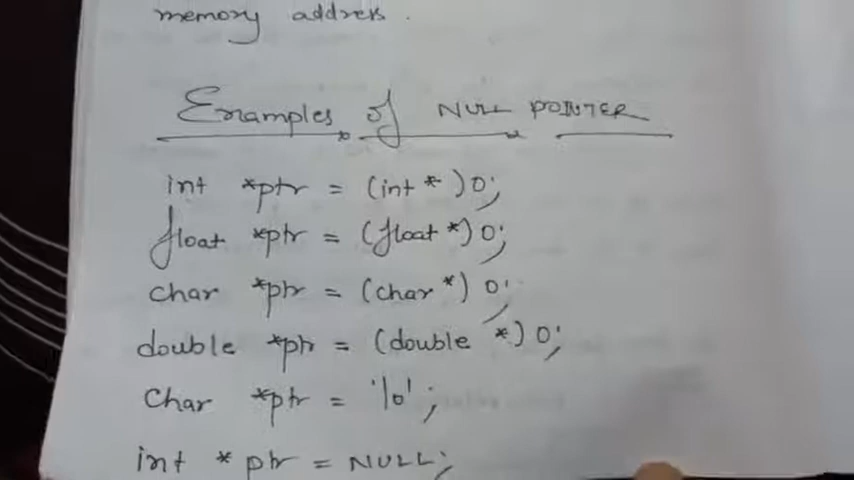 memory address.
Examples of NULL POINTER
int *ptr = (int *)0;
float *ptr = (float *)0;
char *ptr = (char *) 0;
double *ptr = (double *) 0;
char *ptr = '\0';
int *ptr = NULL;